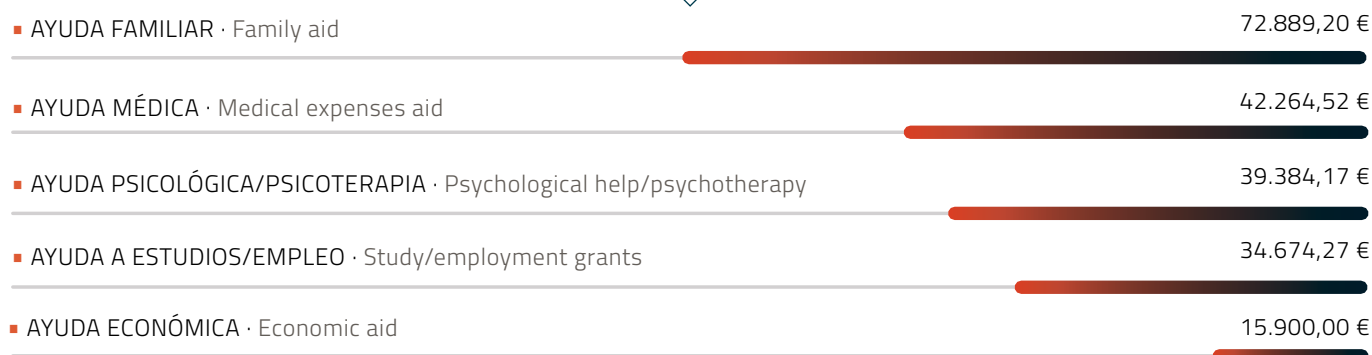 AYUDA FAMILIAR · Family aid 72.889,20 €
AYUDA MÉDICA · Medical expenses aid 42.264,52 €
AYUDA PSICOLÓGICA/PSICOTERAPIA · Psychological help/psychotherapy 39.384,17 €
AYUDA A ESTUDIOS/EMPLEO · Study/employment grants 34.674,27 €
AYUDA ECONÓMICA · Economic aid 15.900,00 €